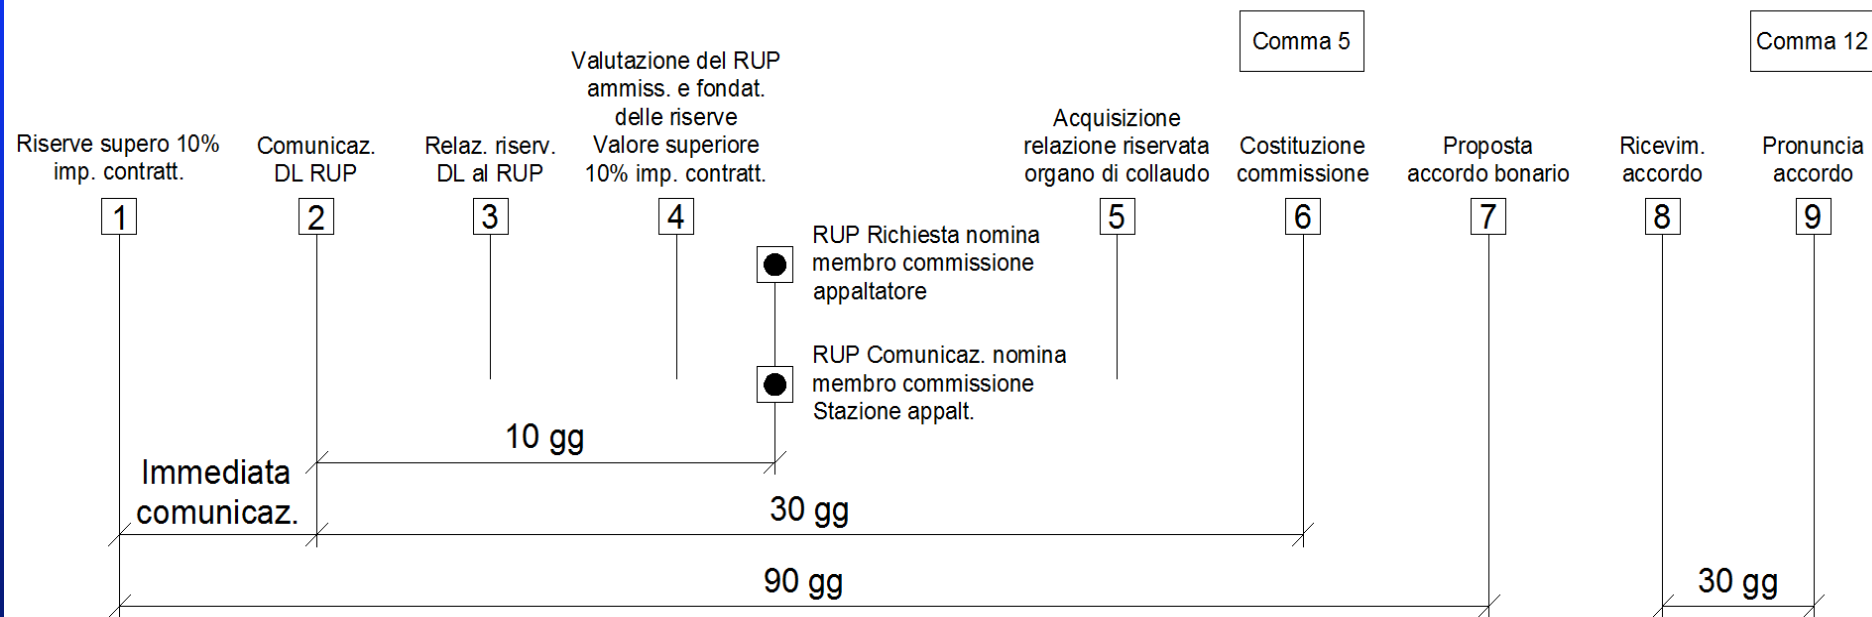 Comma 5
Comma 12
Riserve supero 10%
imp. contratt.
Comunicaz.
DL RUP
Relaz. riserv.
DL al RUP
Valutazione del RUP
ammiss. e fondat.
delle riserve
Valore superiore
10% imp. contratt.
Acquisizione
relazione riservata
organo di collaudo
Costituzione
commissione
Proposta
accordo bonario
Ricevim.
accordo
Pronuncia
accordo
1
2
3
4
5
6
7
8
9
RUP Richiesta nomina
membro commissione
appaltatore
RUP Comunicaz. nomina
membro commissione
Stazione appalt.
10 gg
Immediata
comunicaz.
30 gg
90 gg
30 gg